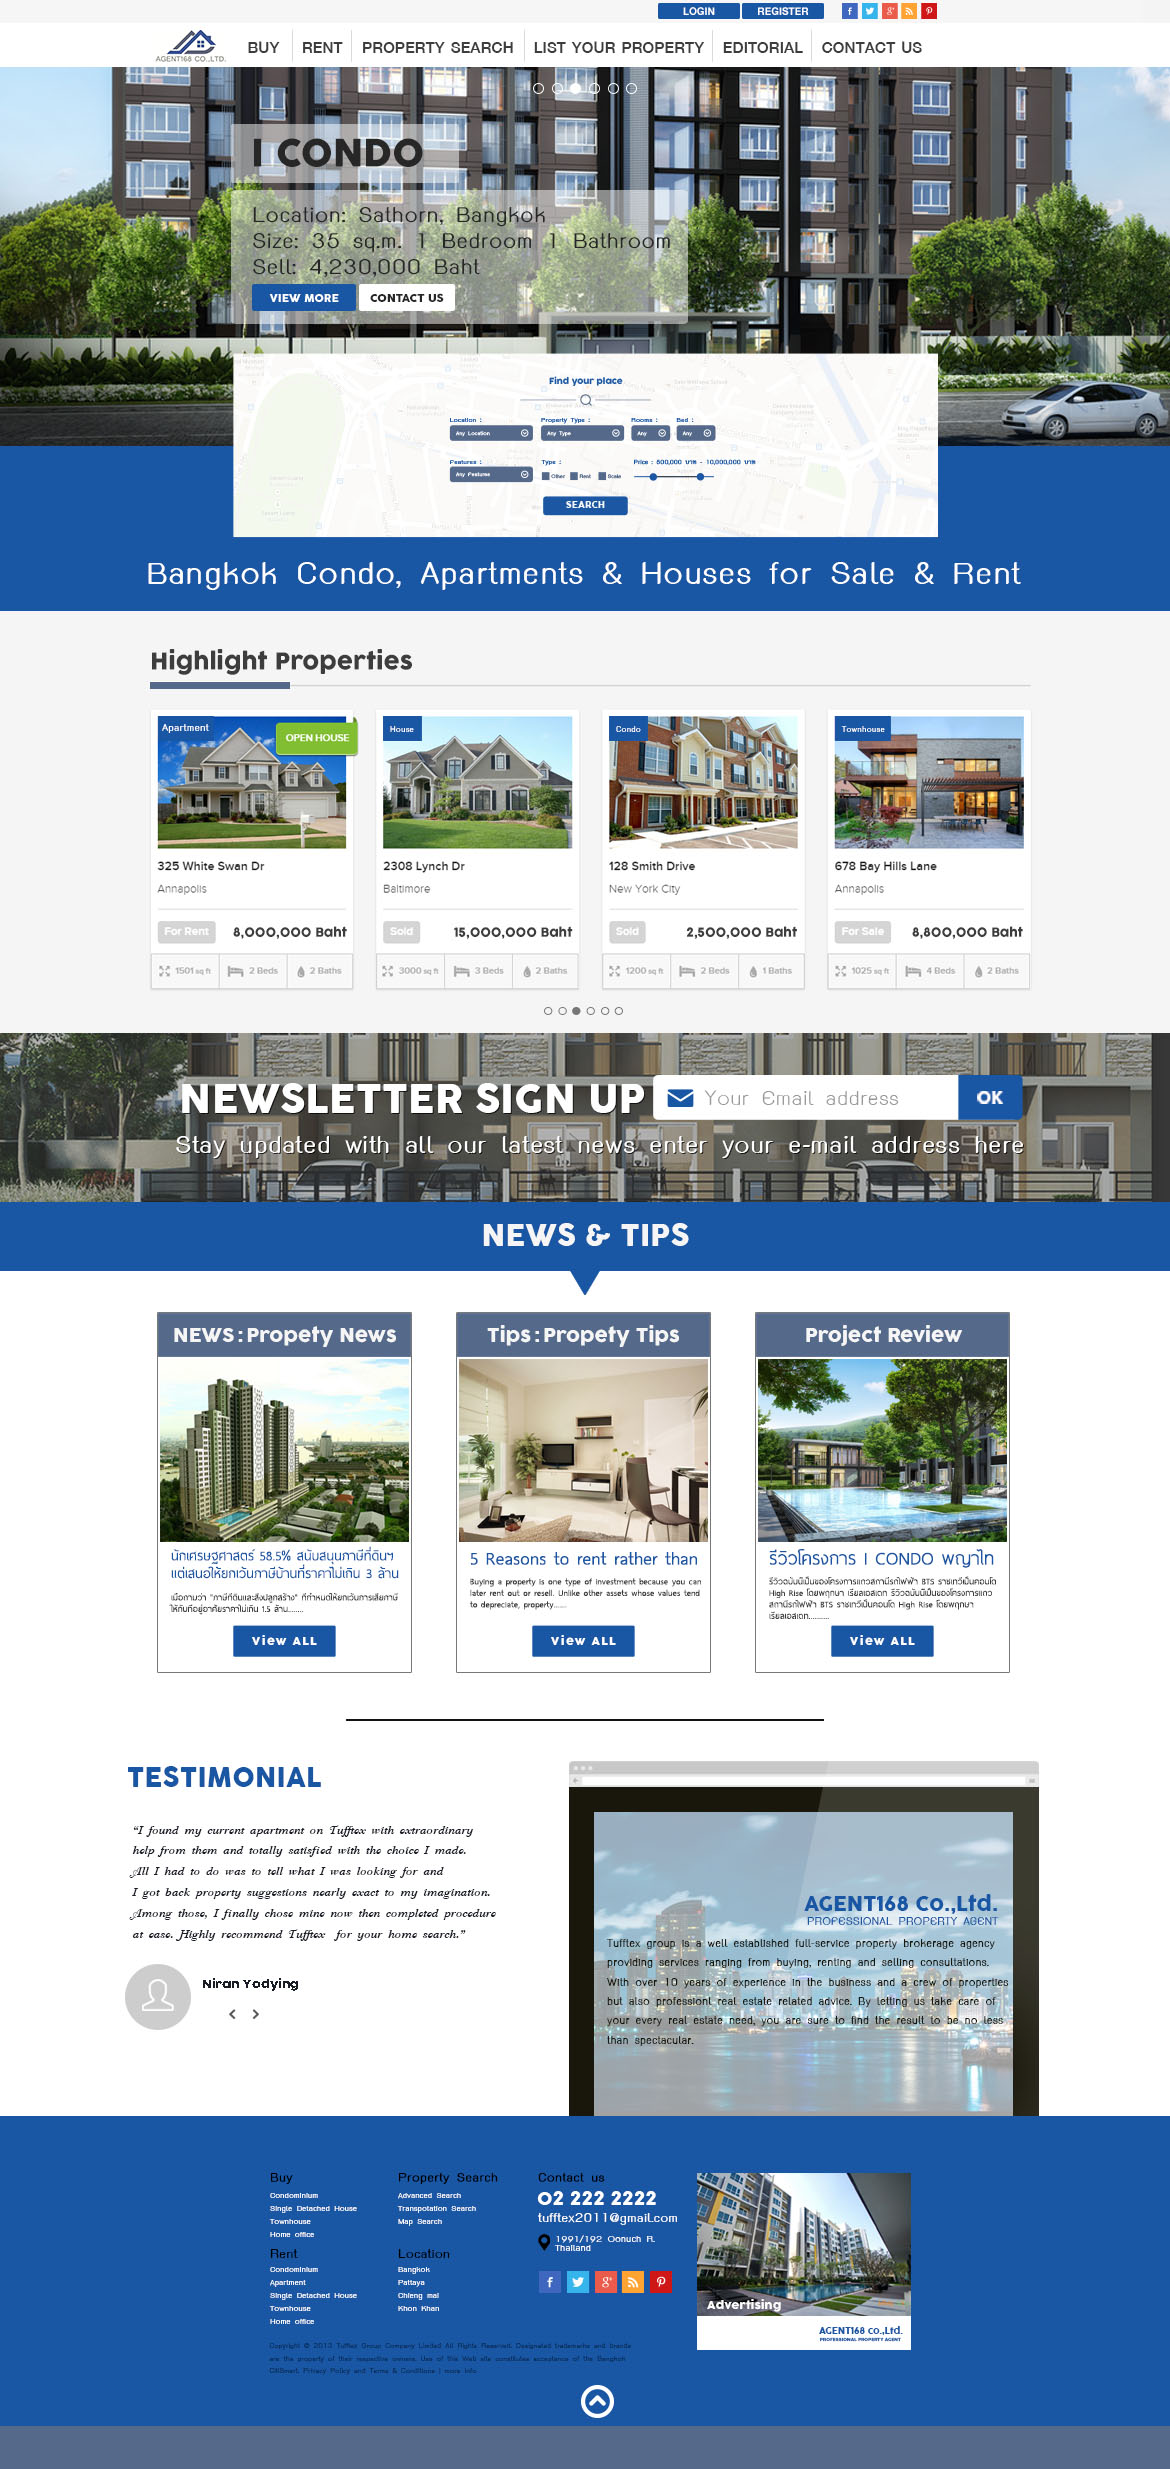 LOGIN
REGISTER
AGENT168 CO.,LTD.
BUY
RENT
PROPERTY SEARCH
LIST YOUR PROPERTY
EDITORIAL
CONTACT US
I CONDO
Location: Sathorn, Bangkok
Size: 35 sq.m. 1 Bedroom 1 Bathroom
Sell: 4,230,000 Baht
VIEW MORE
CONTACT US
Find your place
Location :
Property Type :
Rooms :
Bed :
Any Location
Any Type
Any
Any
Features :
Type :
Price : 500,000 บาท - 10,000,000 บาท
Any Features
Other
Rent
Scale
SEARCH
Bangkok Condo, Apartments & Houses for Sale & Rent
Highlight Properties
Apartment
OPEN HOUSE
325 White Swan Dr
Annapolis
For Rent
8,000,000 Baht
1501 sq ft
2 Beds
2 Baths
House
2308 Lynch Dr
Baltimore
Sold
15,000,000 Baht
3000 sq ft
3 Beds
2 Baths
Condo
128 Smith Drive
New York City
Sold
2,500,000 Baht
1200 sq ft
2 Beds
1 Baths
Townhouse
678 Bay Hills Lane
Annapolis
For Sale
8,800,000 Baht
1025 sq ft
4 Beds
2 Baths
NEWSLETTER SIGN UP
Your Email address
OK
Stay updated with all our latest news enter your e-mail address here
NEWS & TIPS
NEWS : Propety News
นักเศรษฐศาสตร์ 58.5% สนับสนุนภาษีที่ดินฯ
แต่เสนอให้ยกเว้นภาษีบ้านที่ราคาไม่เกิน 3 ล้าน
เมื่อถามว่า "ภาษีที่ดินและสิ่งปลูกสร้าง" ที่กำหนดให้ยกเว้นการเสียภาษี
ให้กับที่อยู่อาศัยราคาไม่เกิน 1.5 ล้าน........
View ALL
Tips : Propety Tips
5 Reasons to rent rather than
Buying a property is one type of investment because you can
later rent out or resell. Unlike other assets whose values tend
to depreciate, property......
View ALL
Project Review
รีวิวโครงการ I CONDO พญาไท
รีวิวฉบับนี้เป็นของโครงการแถวสถานีรถไฟฟ้า BTS ราชเทวีเป็นคอนโด
High Rise โดยพฤกษา เรียลเอสเตท รีวิวฉบับนี้เป็นของโครงการแถว
สถานีรถไฟฟ้า BTS ราชเทวีเป็นคอนโด High Rise โดยพฤกษา
เรียลเอสเตท..........
View ALL
TESTIMONIAL
“I found my current apartment on Tufftex with extraordinary
help from them and totally satisfied with the choice I made.
All I had to do was to tell what I was looking for and
I got back property suggestions nearly exact to my imagination.
Among those, I finally chose mine now then completed procedure
at ease. Highly recommend Tufftex for your home search.”
Niran Yodying
AGENT168 Co.,Ltd.
PROFESSIONAL PROPERTY AGENT
Tufftex group is a well established full-service property brokerage agency
providing services ranging from buying, renting and selling consultations.
With over 10 years of experience in the business and a crew of properties
but also professionl real estate related advice. By letting us take care of
your every real estate need, you are sure to find the result to be no less
than spectacular.
Buy
Condominium
Single Detached House
Townhouse
Home office
Rent
Condominium
Apartment
Single Detached House
Townhouse
Home office
Property Search
Advanced Search
Transpotation Search
Map Search
Location
Bangkok
Pattaya
Chieng mai
Khon Khan
Contact us
02 222 2222
tufftex2011@gmail.com
1991/192 Oonuch R.
Thailand
Advertising
AGENT168 Co.,Ltd.
PROFESSIONAL PROPERTY AGENT
Copyright © 2013 Tufftex Group Company Limited All Rights Reserved. Designated trademarks and brands
are the property of their respective owners. Use of this Web site constitutes acceptance of the Bangkok
CitiSmart. Privacy Policy and Terms & Conditions | more info